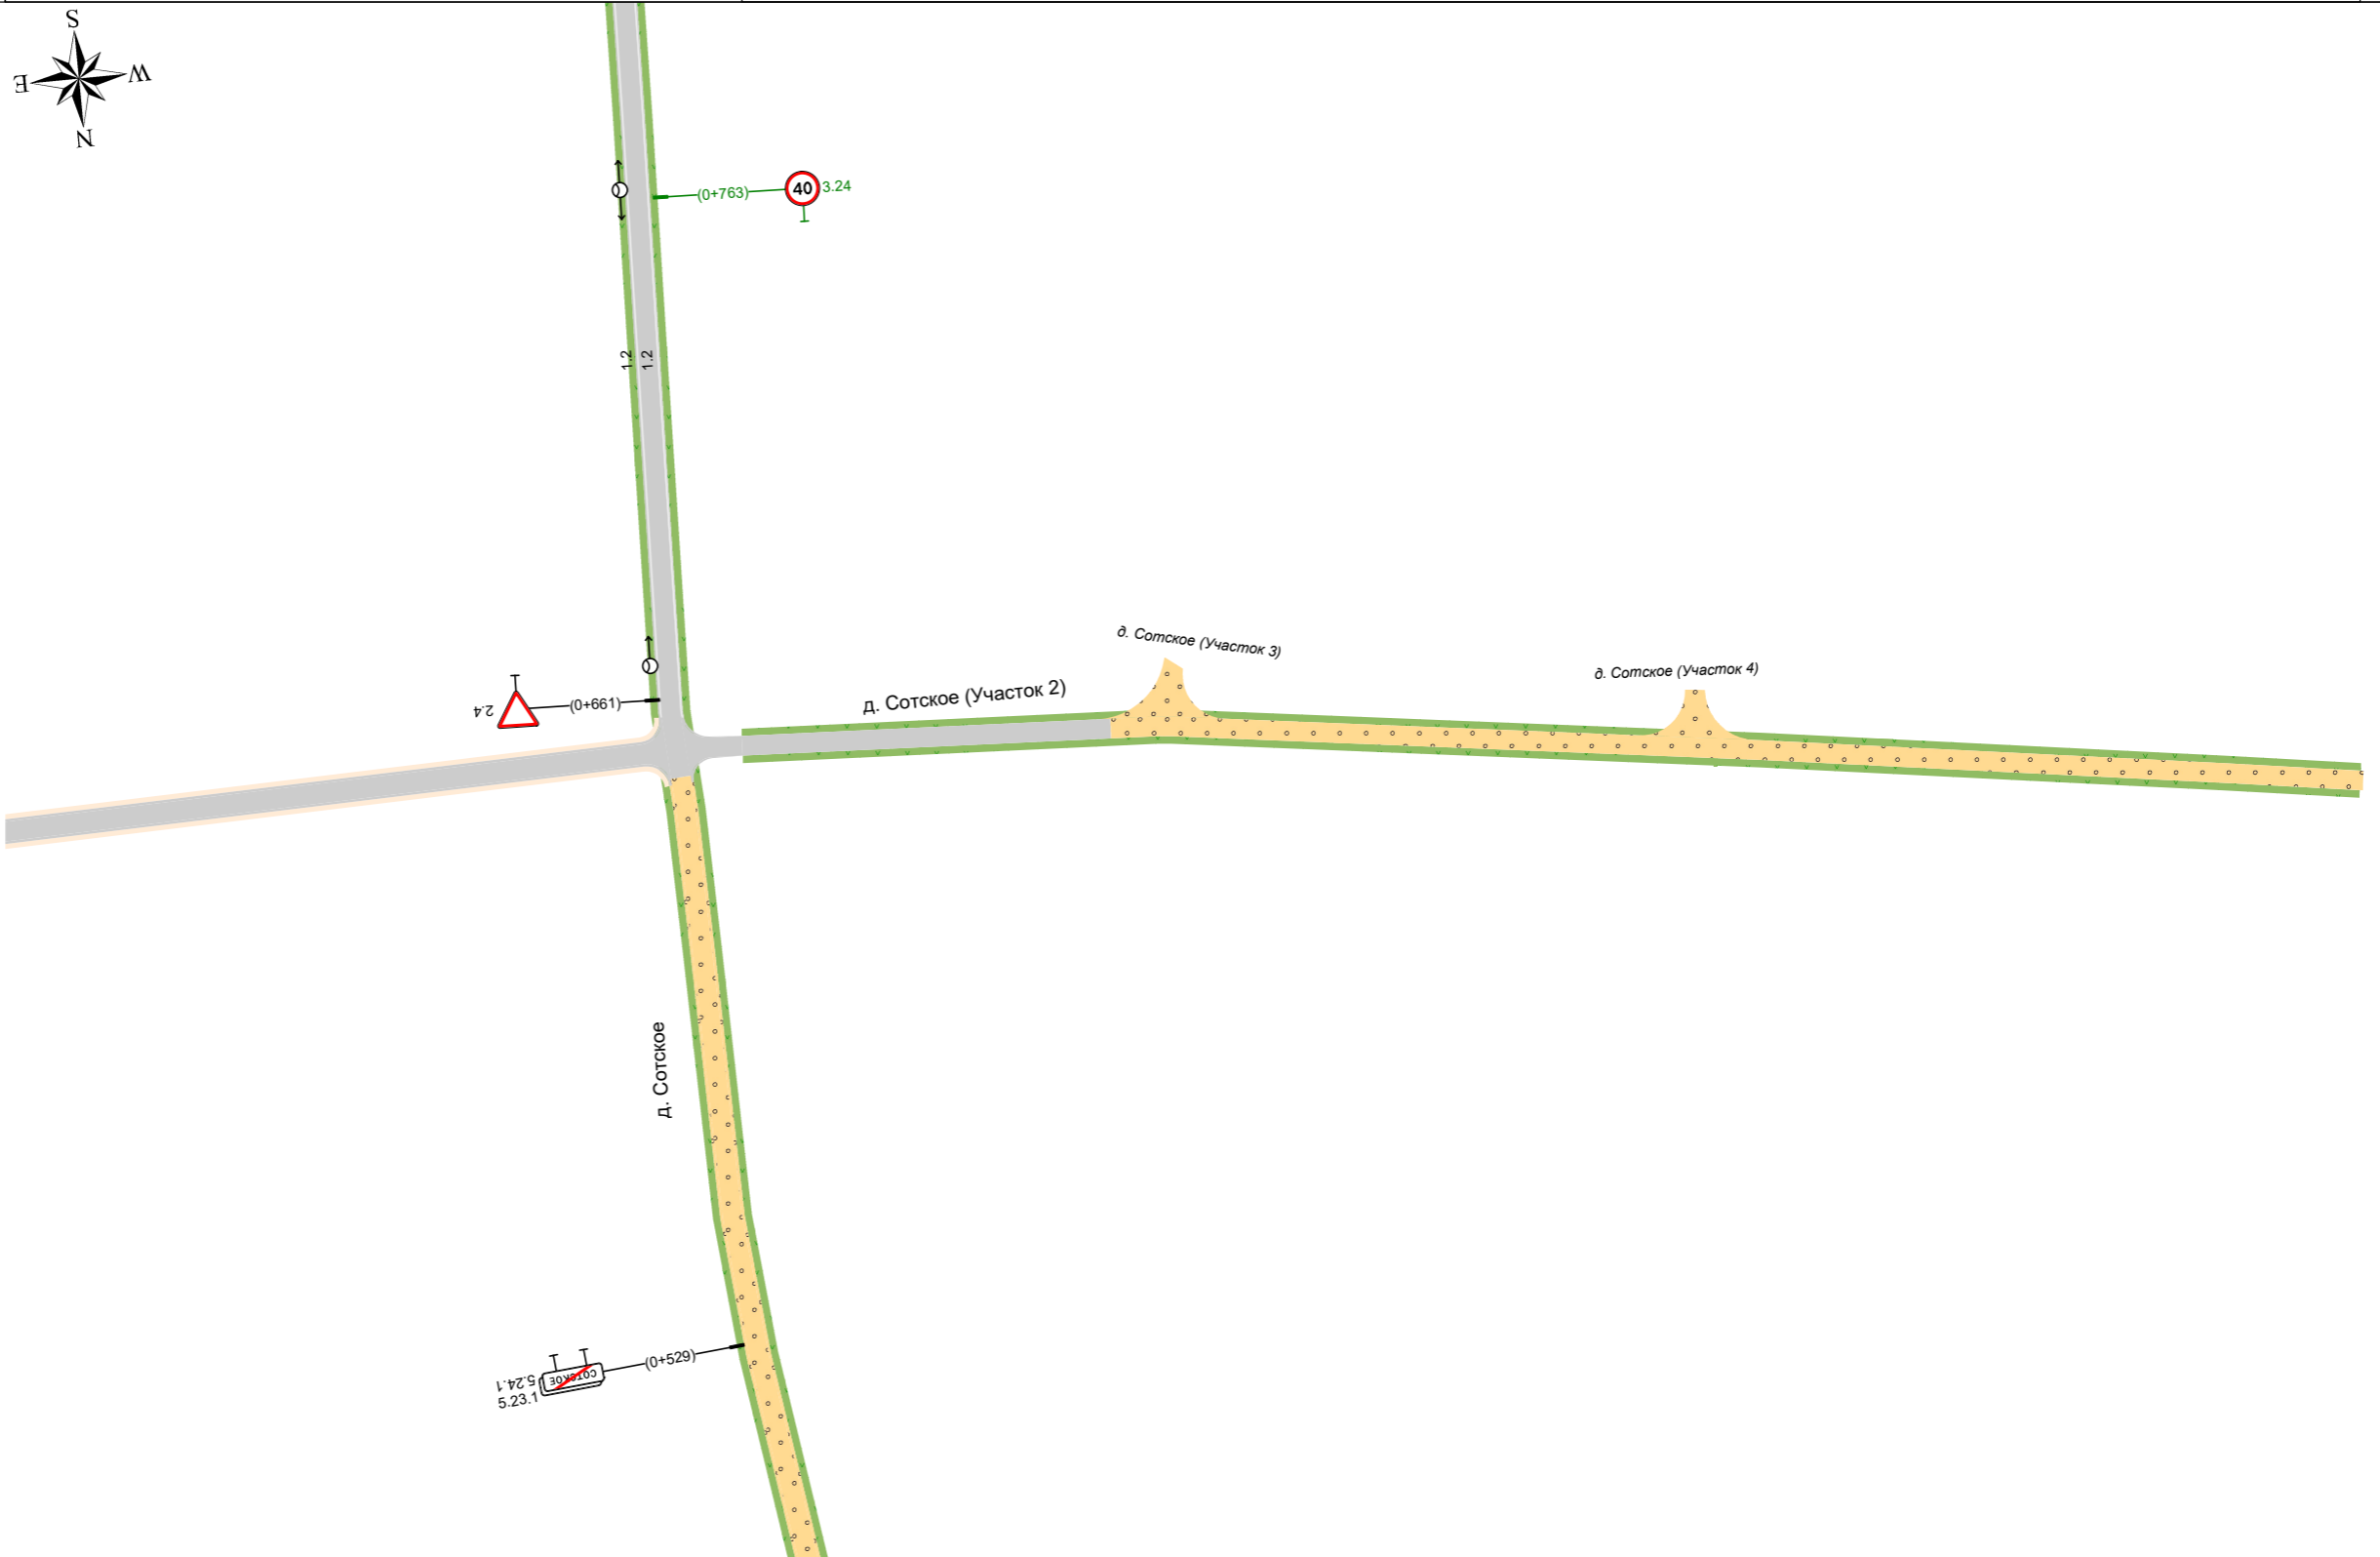 S
E
W
N
(0+763)
40
3.24
1.2
1.2
д. Сотское (Участок 3)
д. Сотское (Участок 4)
д. Сотское (Участок 2)
2.4
(0+661)
д. Сотское
(0+529)
СОТСКОЕ
5.24.1
5.23.1